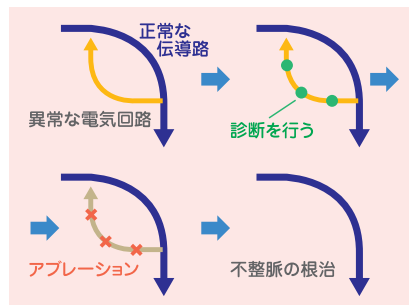 正常な
伝導路
異常な電気回路
診断を行う
アブレーション
不整脈の根治